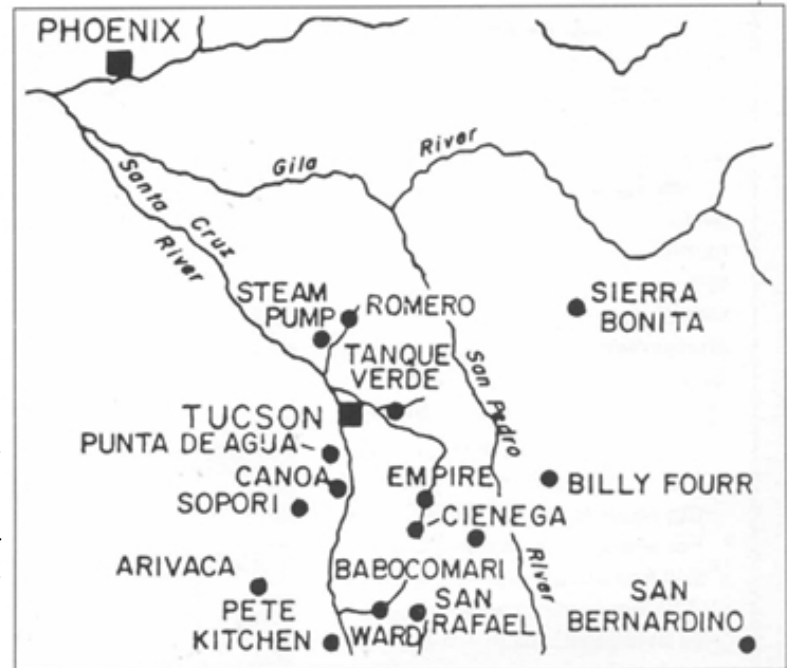 PHOENIX
Gila
River
Santa Cruz
River
STEAM
PUMP
ROMERO
SIERRA
BONITA
TANQUE
VERDE
San Pedro
River
TUCSON
PUNTA DE AGUA
CANOA
EMPIRE
BILLY FOURR
SOPORI
CIENEGA
ARIVACA
BABOCOMARI
PETE
KITCHEN
WARD
SAN
RAFAEL
SAN
BERNARDINO